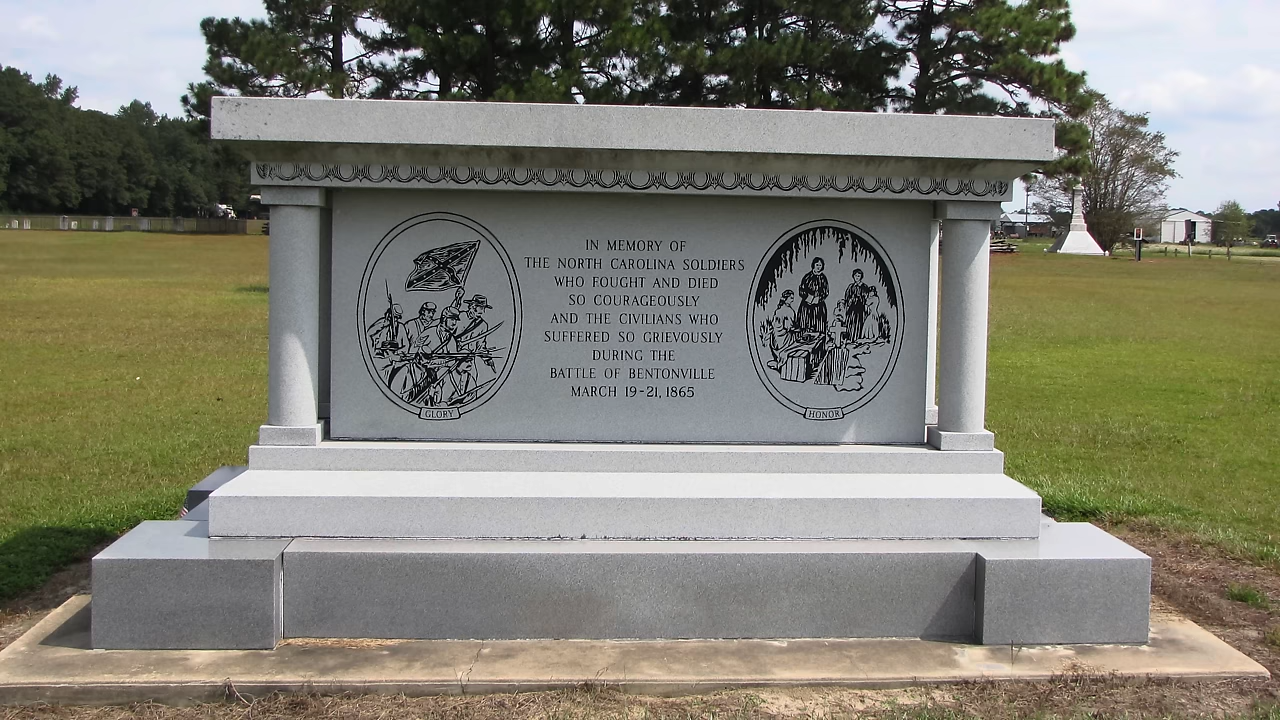 IN MEMORY OF
THE NORTH CAROLINA SOLDIERS
WHO FOUGHT AND DIED
SO COURAGEOUSLY
AND THE CIVILIANS WHO
SUFFERED SO GRIEVOUSLY
DURING THE
BATTLE OF BENTONVILLE
MARCH 19-21, 1865
GLORY
HONOR